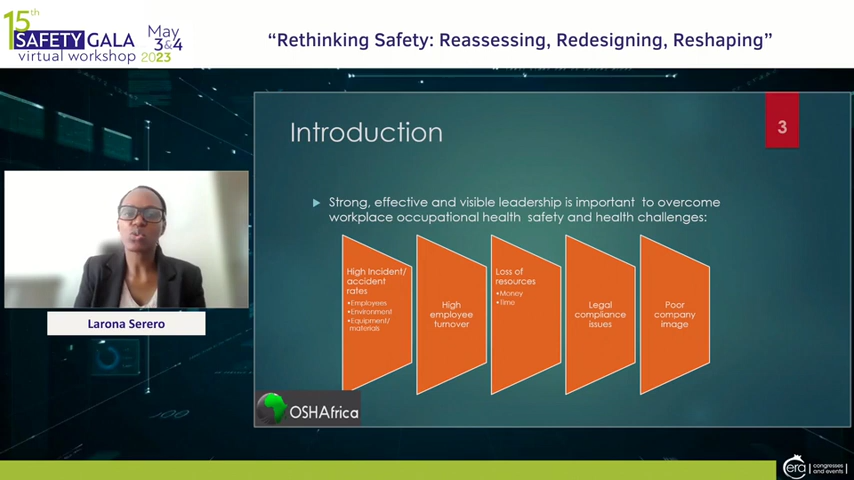 15th
SAFETY GALA
virtual workshop
May
3&4
2023
“Rethinking Safety: Reassessing, Redesigning, Reshaping”
Introduction
3
Strong, effective and visible leadership is important to overcome
workplace occupational health safety and health challenges:
High Incident/
accident
rates
•Employees
•Environment
•Equipment/
materials
High
employee
turnover
Loss of
resources
•Money
•Time
Legal
compliance
issues
Poor
company
image
Larona Serero
OSHAfrica
era
congresses
and events